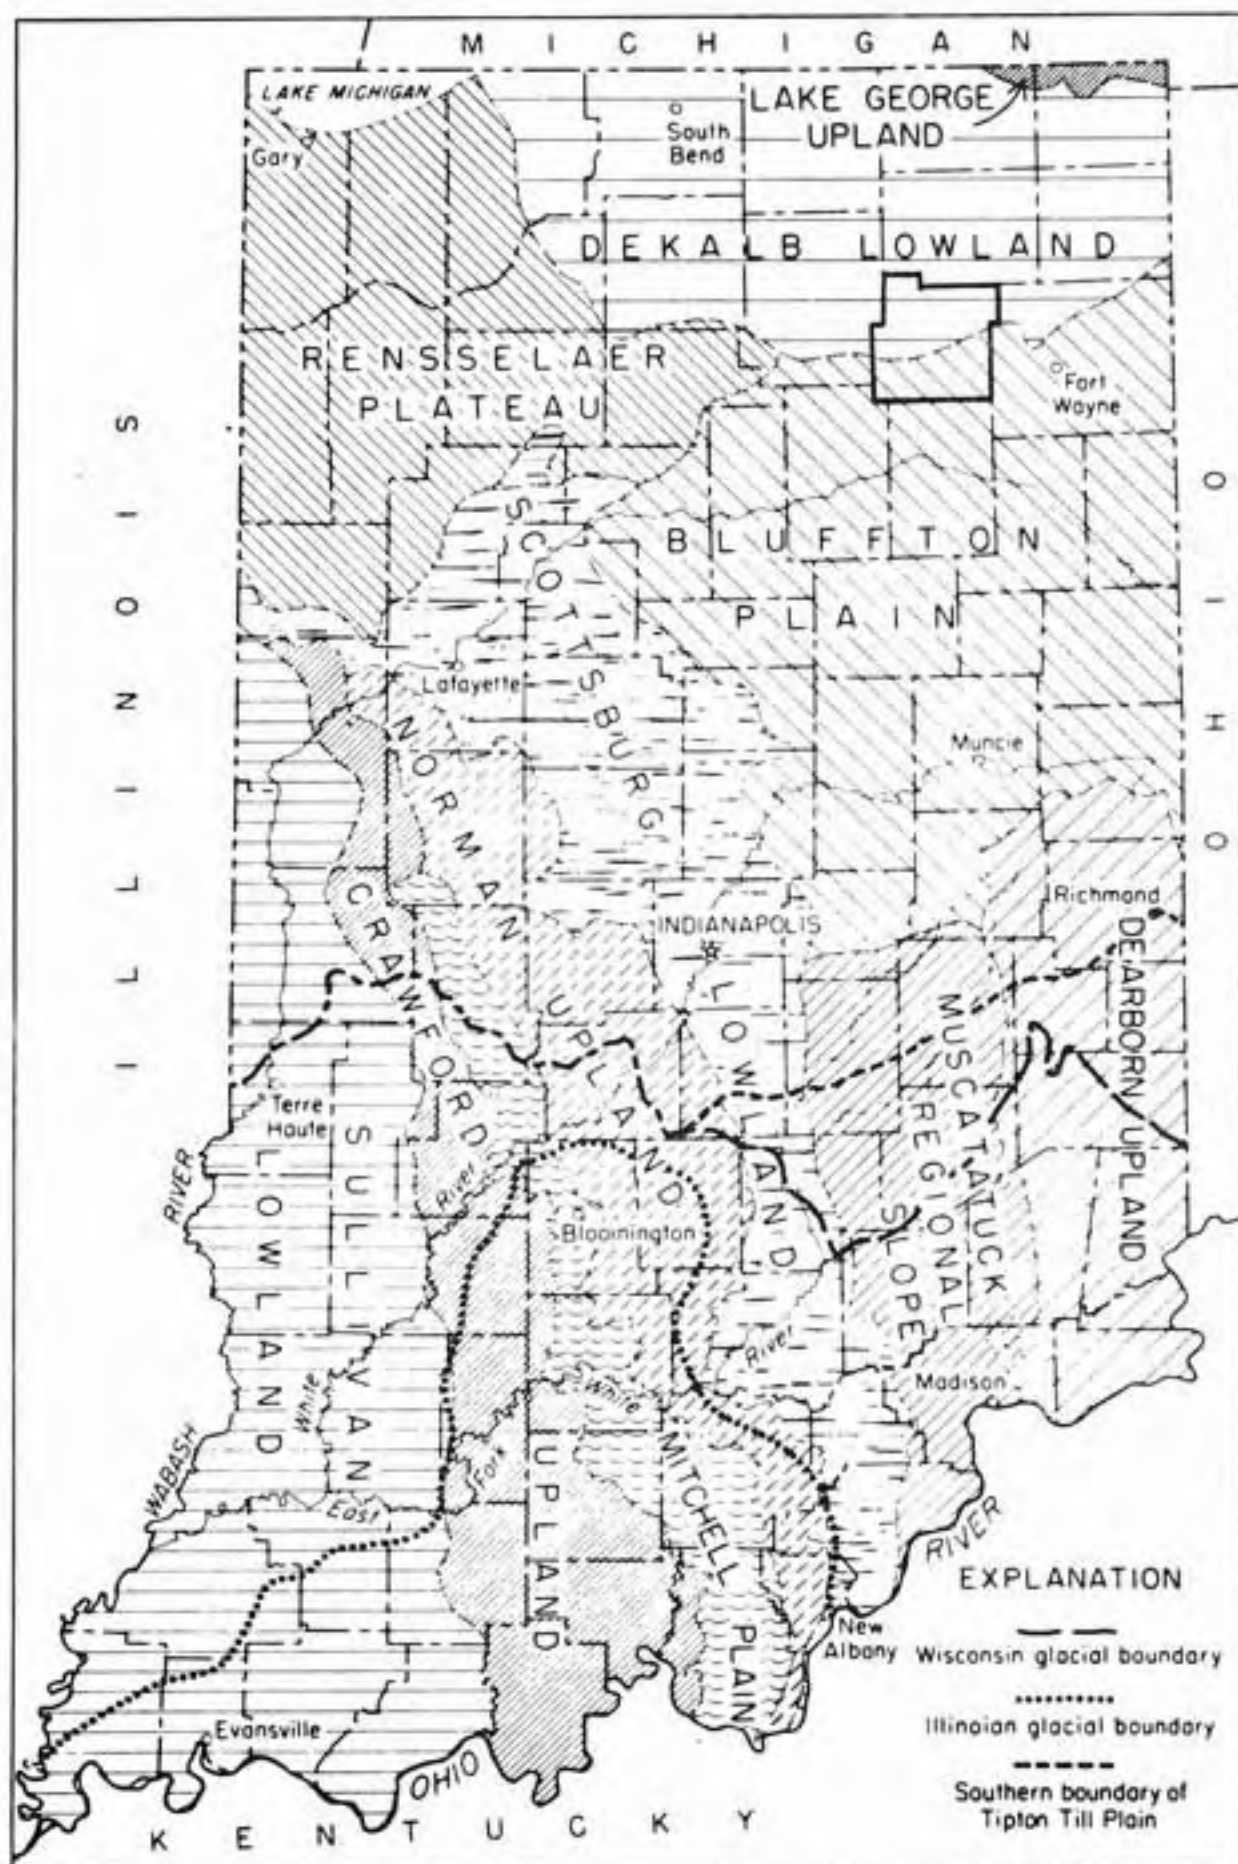 MICHIGAN
LAKE MICHIGAN
LAKE GEORGE
UPLAND
South
Bend
Gary
DEKALB LOWLAND
RENSSELAER
PLATEAU
Fort
Wayne
ILLINOIS
OHIO
SCOTTSBURG
BLUFFTON
PLAIN
Lafayette
NORMAN
Muncie
CRAWFORD
Richmond
INDIANAPOLIS
UPLAND
LOWLAND
MUSCATATUCK
REGIONAL
SLOPE
DEARBORN UPLAND
Terre
Haute
SULLIVAN
LOWLAND
RIVER
River
Bloomington
River
White
White
Madison
WABASH
Fork
East
UPLAND
MITCHELL
PLAIN
RIVER
EXPLANATION
New
Albany
Wisconsin glacial boundary
Illinoian glacial boundary
Evansville
OHIO
Southern boundary of
Tipton Till Plain
KENTUCKY